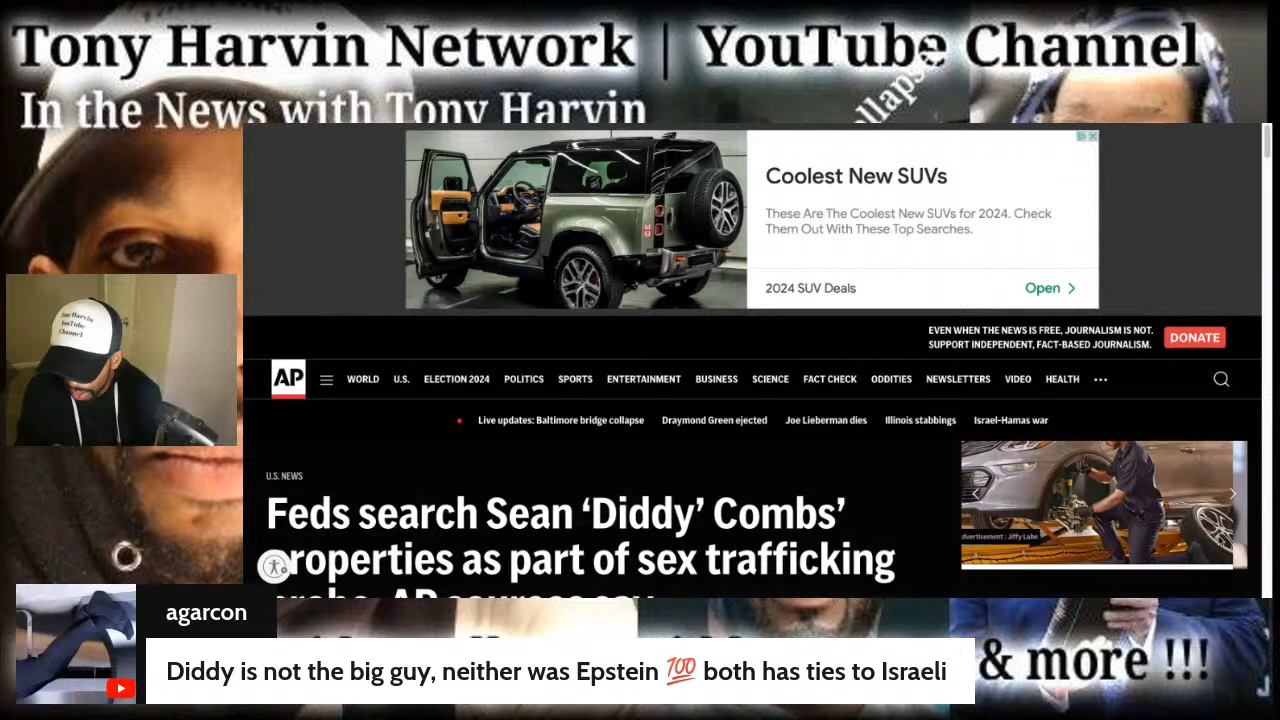 Tony Harvin Network | YouTube Channel
In the News with Tony Harvin
Coolest New SUVs
These Are The Coolest New SUVs for 2024. Check
Them Out With These Top Searches.
2024 SUV Deals
Open
EVEN WHEN THE NEWS IS FREE, JOURNALISM IS NOT.
SUPPORT INDEPENDENT, FACT-BASED JOURNALISM.
DONATE
AP
WORLD U.S. ELECTION 2024 POLITICS SPORTS ENTERTAINMENT BUSINESS SCIENCE FACT CHECK ODDITIES NEWSLETTERS VIDEO HEALTH
Live updates: Baltimore bridge collapse Draymond Green ejected Joe Lieberman dies Illinois stabbings Israel-Hamas war
Tony Harvin
YouTube
Channel
U.S. NEWS
Feds search Sean ‘Diddy’ Combs’
properties as part of sex trafficking
Advertisement : Jiffy Lube
agarcon
Diddy is not the big guy, neither was Epstein 💯 both has ties to Israeli
& more !!!